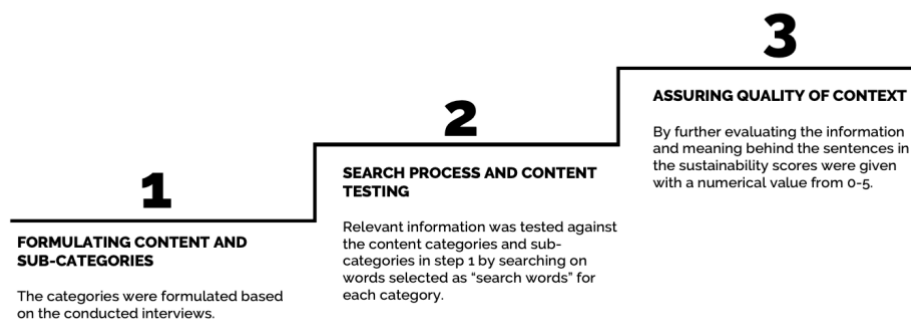 1
FORMULATING CONTENT AND
SUB-CATEGORIES
The categories were formulated based
on the conducted interviews.
2
SEARCH PROCESS AND CONTENT
TESTING
Relevant information was tested against
the content categories and sub-
categories in step 1 by searching on
words selected as “search words” for
each category.
3
ASSURING QUALITY OF CONTEXT
By further evaluating the information
and meaning behind the sentences in
the sustainability scores were given
with a numerical value from 0-5.